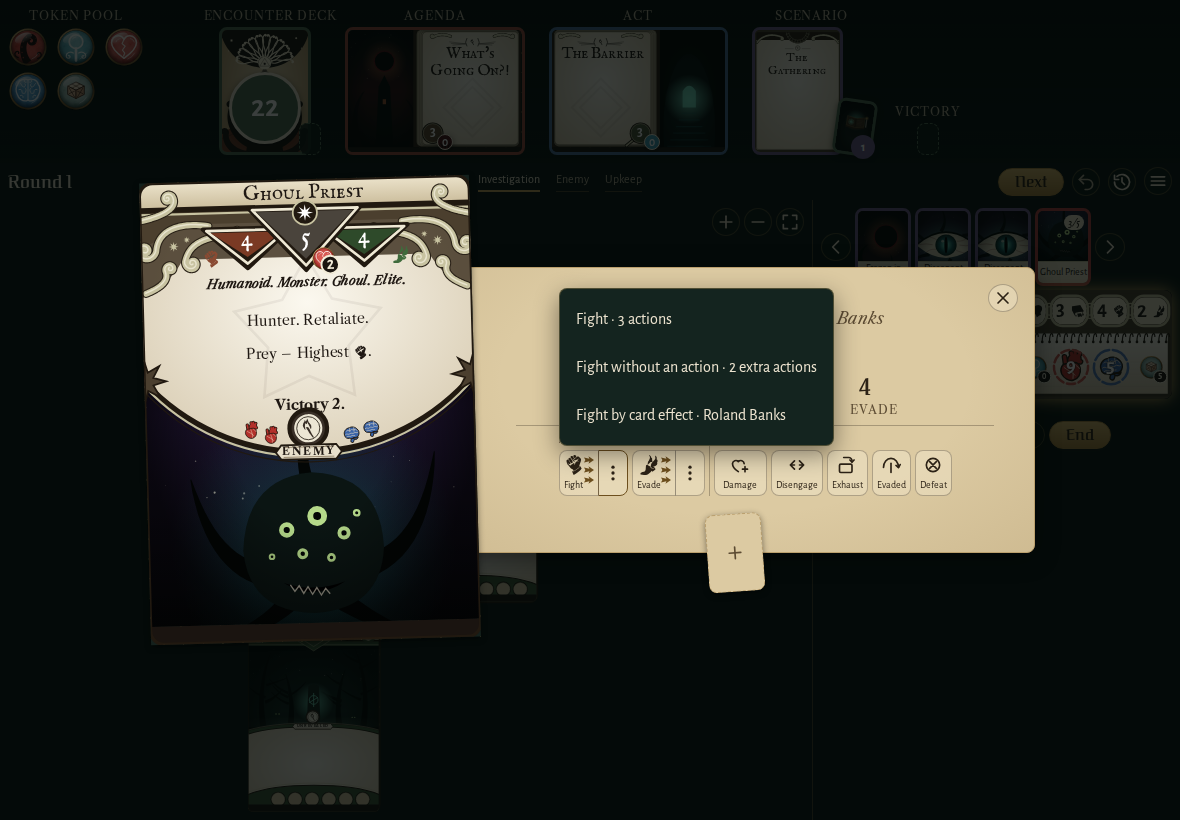 TOKEN POOL
ENCOUNTER DECK
AGENDA
ACT
SCENARIO
22
What's
Going On?!
3
0
The Barrier
3
0
The
Gathering
1
VICTORY
Round 1
Investigation
Enemy
Upkeep
Next
3/5
Ghoul Priest
Ghoul Priest
4
5
4
2
Humanoid. Monster. Ghoul. Elite.
Hunter. Retaliate.
Prey – Highest .
Victory 2.
ENEMY
Fight · 3 actions
Fight without an action · 2 extra actions
Fight by card effect · Roland Banks
Banks
4
EVADE
3
4
2
0
9
5
5
End
Fight
Evade
Damage
Disengage
Exhaust
Evaded
Defeat
+